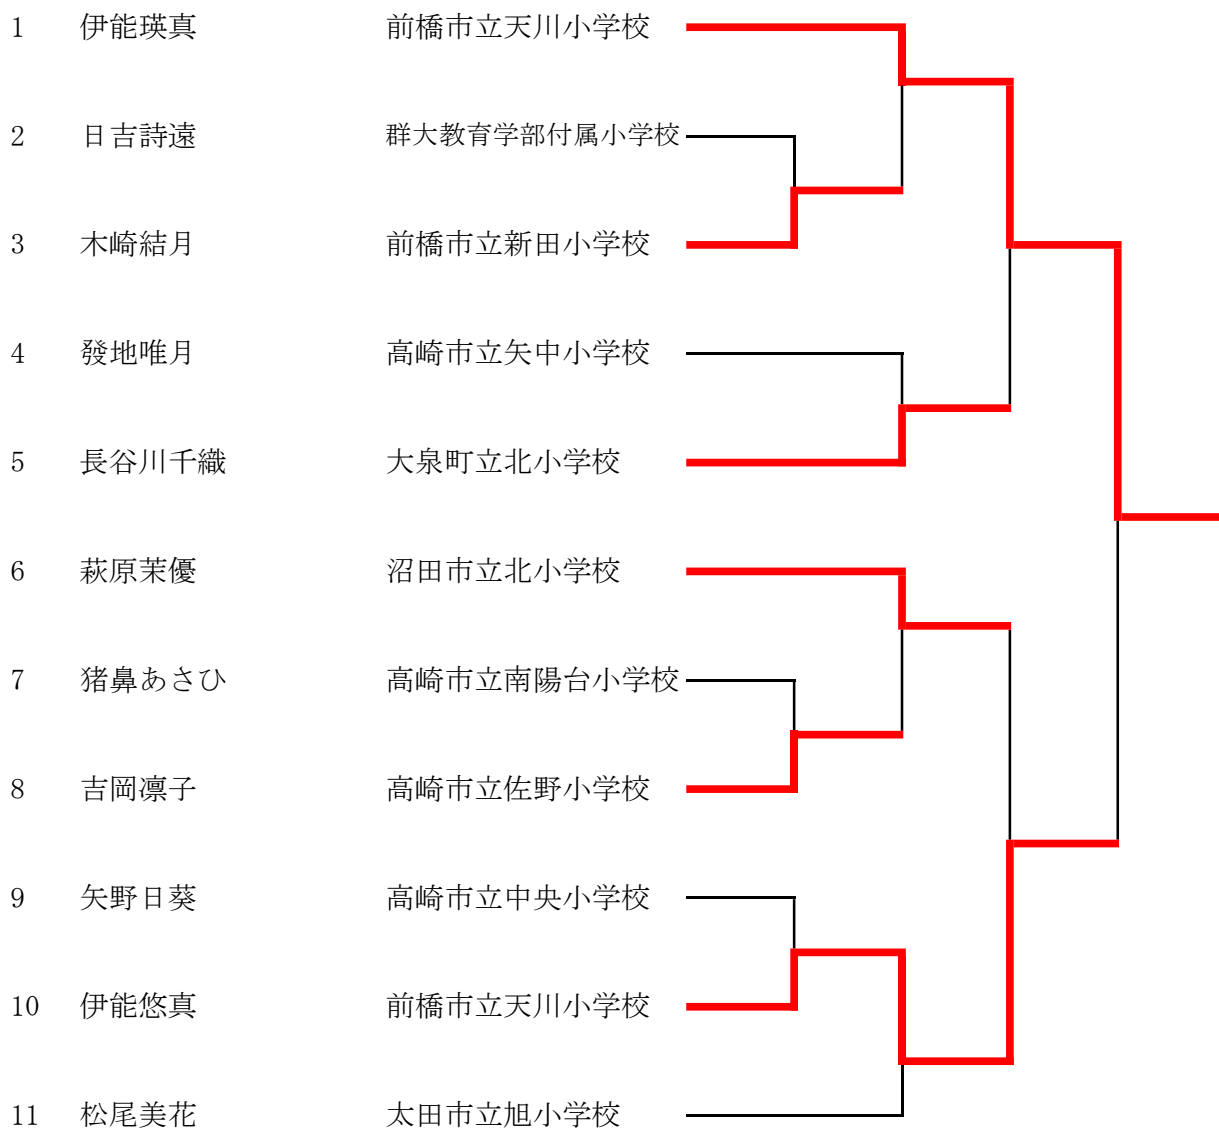 1 伊能瑛真 前橋市立天川小学校
2 日吉詩遠 群大教育学部付属小学校
3 木崎結月 前橋市立新田小学校
4 發地唯月 高崎市立矢中小学校
5 長谷川千織 大泉町立北小学校
6 萩原茉優 沼田市立北小学校
7 猪鼻あさひ 高崎市立南陽台小学校
8 吉岡凛子 高崎市立佐野小学校
9 矢野日葵 高崎市立中央小学校
10 伊能悠真 前橋市立天川小学校
11 松尾美花 太田市立旭小学校